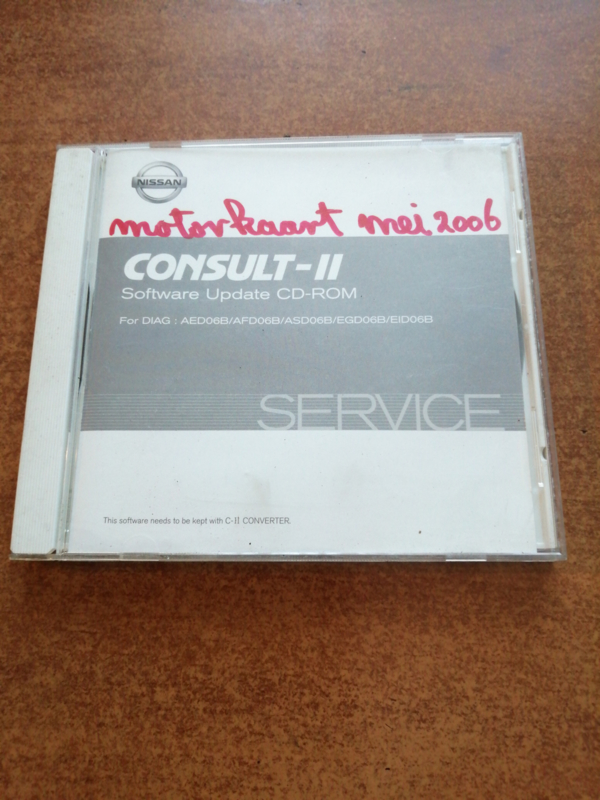 NISSAN
motorkaart mei 2006
CONSULT-II
Software Update CD-ROM
For DIAG : AED06B/AFD06B/ASD06B/EGD06B/EID06B
SERVICE
This software needs to be kept with C-II CONVERTER.